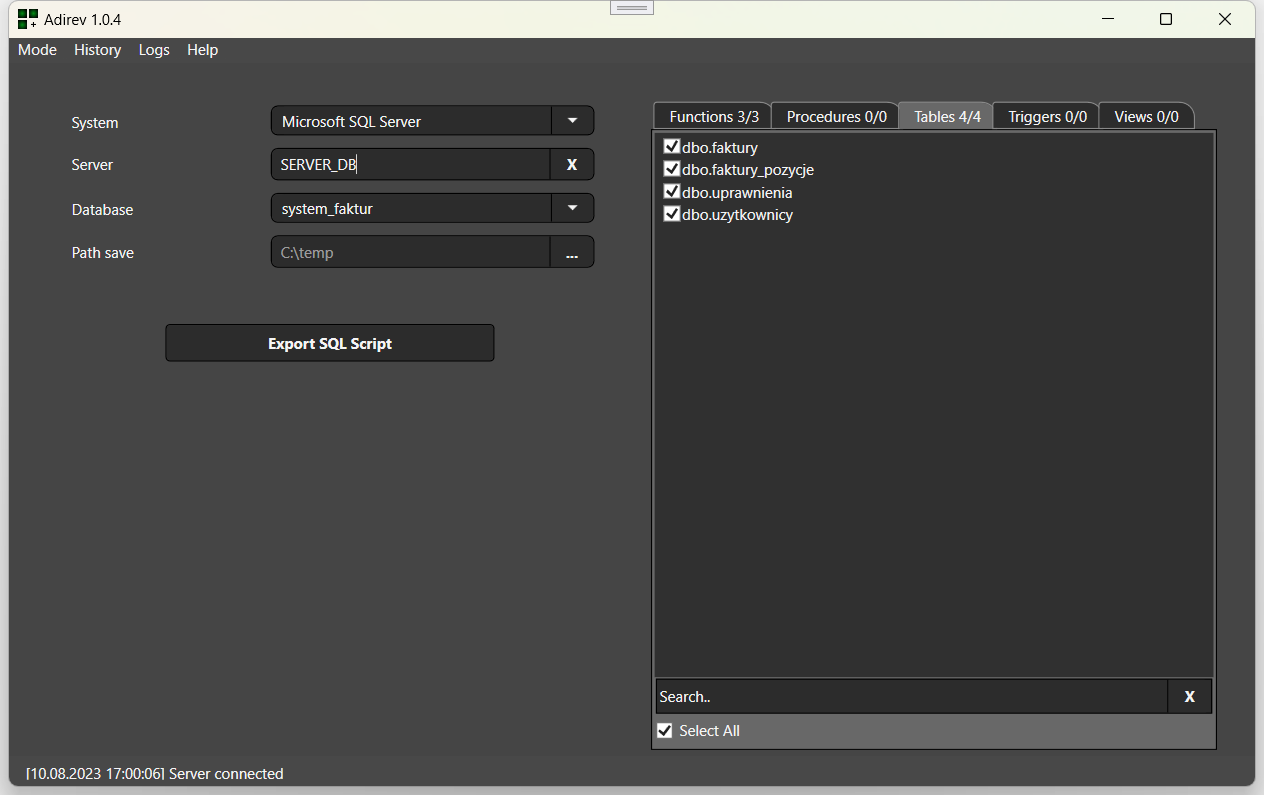 Adirev 1.0.4
Mode History Logs Help
System Microsoft SQL Server
Server SERVER_DB X
Database system_faktur
Path save C:\temp ...
Export SQL Script
Functions 3/3 Procedures 0/0 Tables 4/4 Triggers 0/0 Views 0/0
dbo.faktury
dbo.faktury_pozycje
dbo.uprawnienia
dbo.uzytkownicy
Search.. X
Select All
[10.08.2023 17:00:06] Server connected